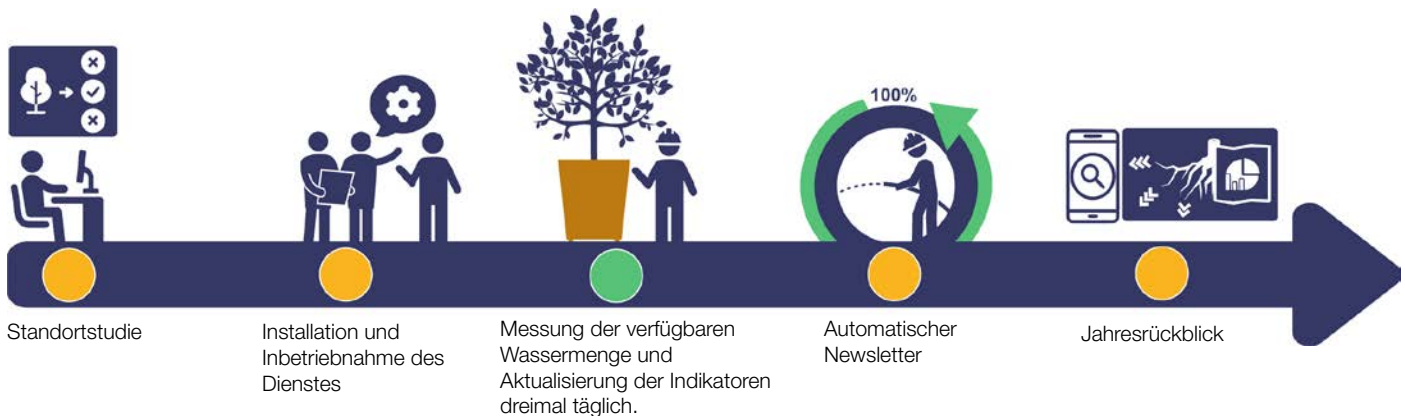 100%
Standortstudie
Installation und
Inbetriebnahme des
Dienstes
Messung der verfügbaren
Wassermenge und
Aktualisierung der Indikatoren
dreimal täglich.
Automatischer
Newsletter
Jahresrückblick